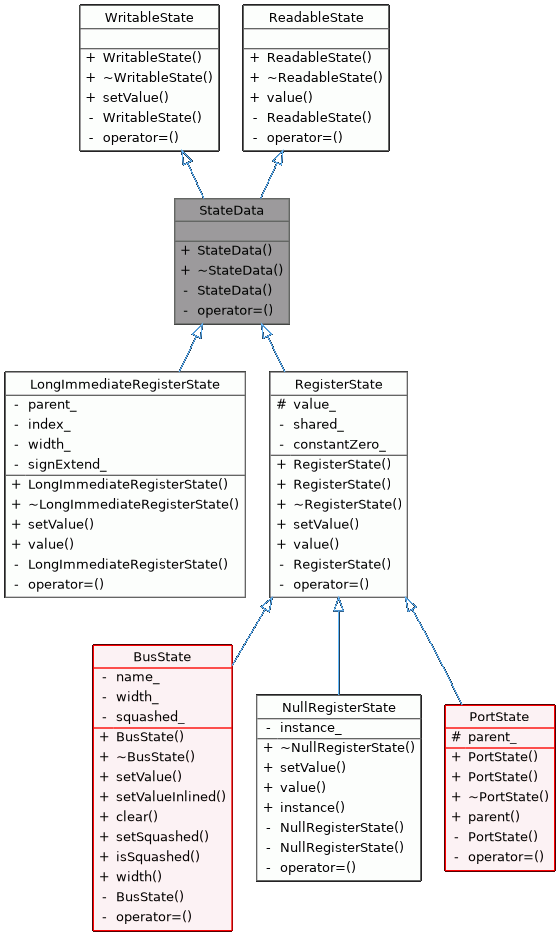 WritableState
+ WritableState()
+ ~WritableState()
+ setValue()
- WritableState()
- operator=()
ReadableState
+ ReadableState()
+ ~ReadableState()
+ value()
- ReadableState()
- operator=()
StateData
+ StateData()
+ ~StateData()
- StateData()
- operator=()
LongImmediateRegisterState
- parent_
- index_
- width_
- signExtend_
+ LongImmediateRegisterState()
+ ~LongImmediateRegisterState()
+ setValue()
+ value()
- LongImmediateRegisterState()
- operator=()
RegisterState
# value_
- shared_
- constantZero_
+ RegisterState()
+ RegisterState()
+ ~RegisterState()
+ setValue()
+ value()
- RegisterState()
- operator=()
BusState
- name_
- width_
- squashed_
+ BusState()
+ ~BusState()
+ setValue()
+ setValueInlined()
+ clear()
+ setSquashed()
+ isSquashed()
+ width()
- BusState()
- operator=()
NullRegisterState
- instance_
+ ~NullRegisterState()
+ setValue()
+ value()
+ instance()
- NullRegisterState()
- NullRegisterState()
- operator=()
PortState
# parent_
+ PortState()
+ PortState()
+ ~PortState()
+ parent()
- PortState()
- operator=()